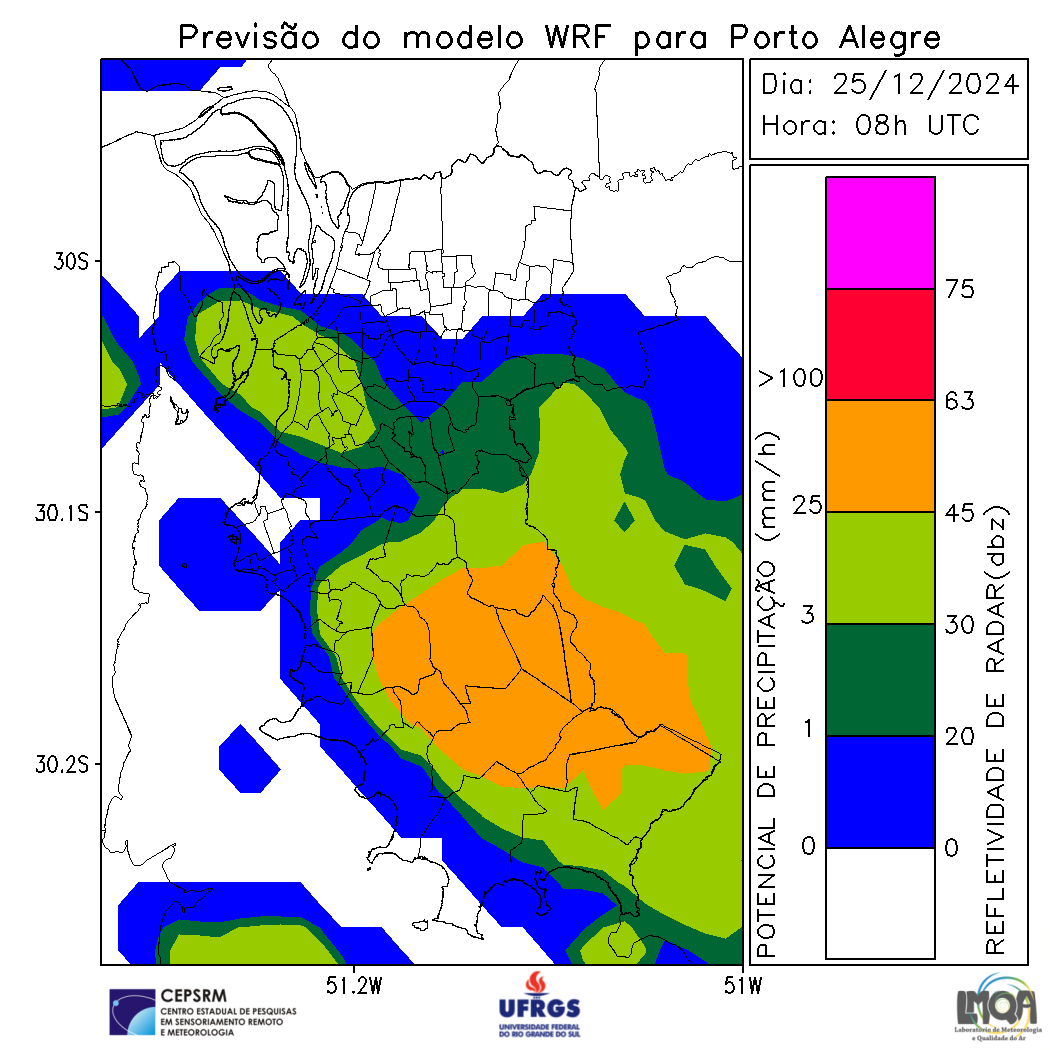 Previsão do modelo WRF para Porto Alegre
Dia: 25/12/2024
Hora: 08h UTC
30S
30.1S
30.2S
51.2W
51W
POTENCIAL DE PRECIPITAÇÃO (mm/h)
>100
25
3
1
0
75
63
45
30
20
0
REFLETIVIDADE DE RADAR(dbz)
CEPSRM
CENTRO ESTADUAL DE PESQUISAS
EM SENSORIAMENTO REMOTO
E METEOROLOGIA
UFRGS
UNIVERSIDADE FEDERAL
DO RIO GRANDE DO SUL
LMQA
Laboratório de Meteorologia
e Qualidade do Ar